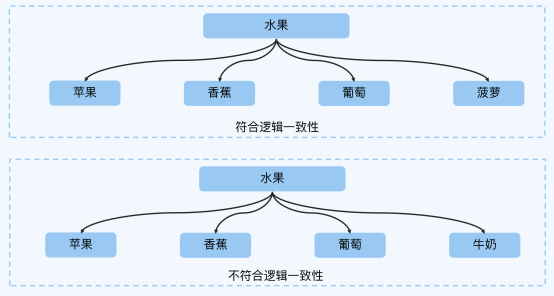 水果
苹果 香蕉 葡萄 菠萝
符合逻辑一致性
水果
苹果 香蕉 葡萄 牛奶
不符合逻辑一致性